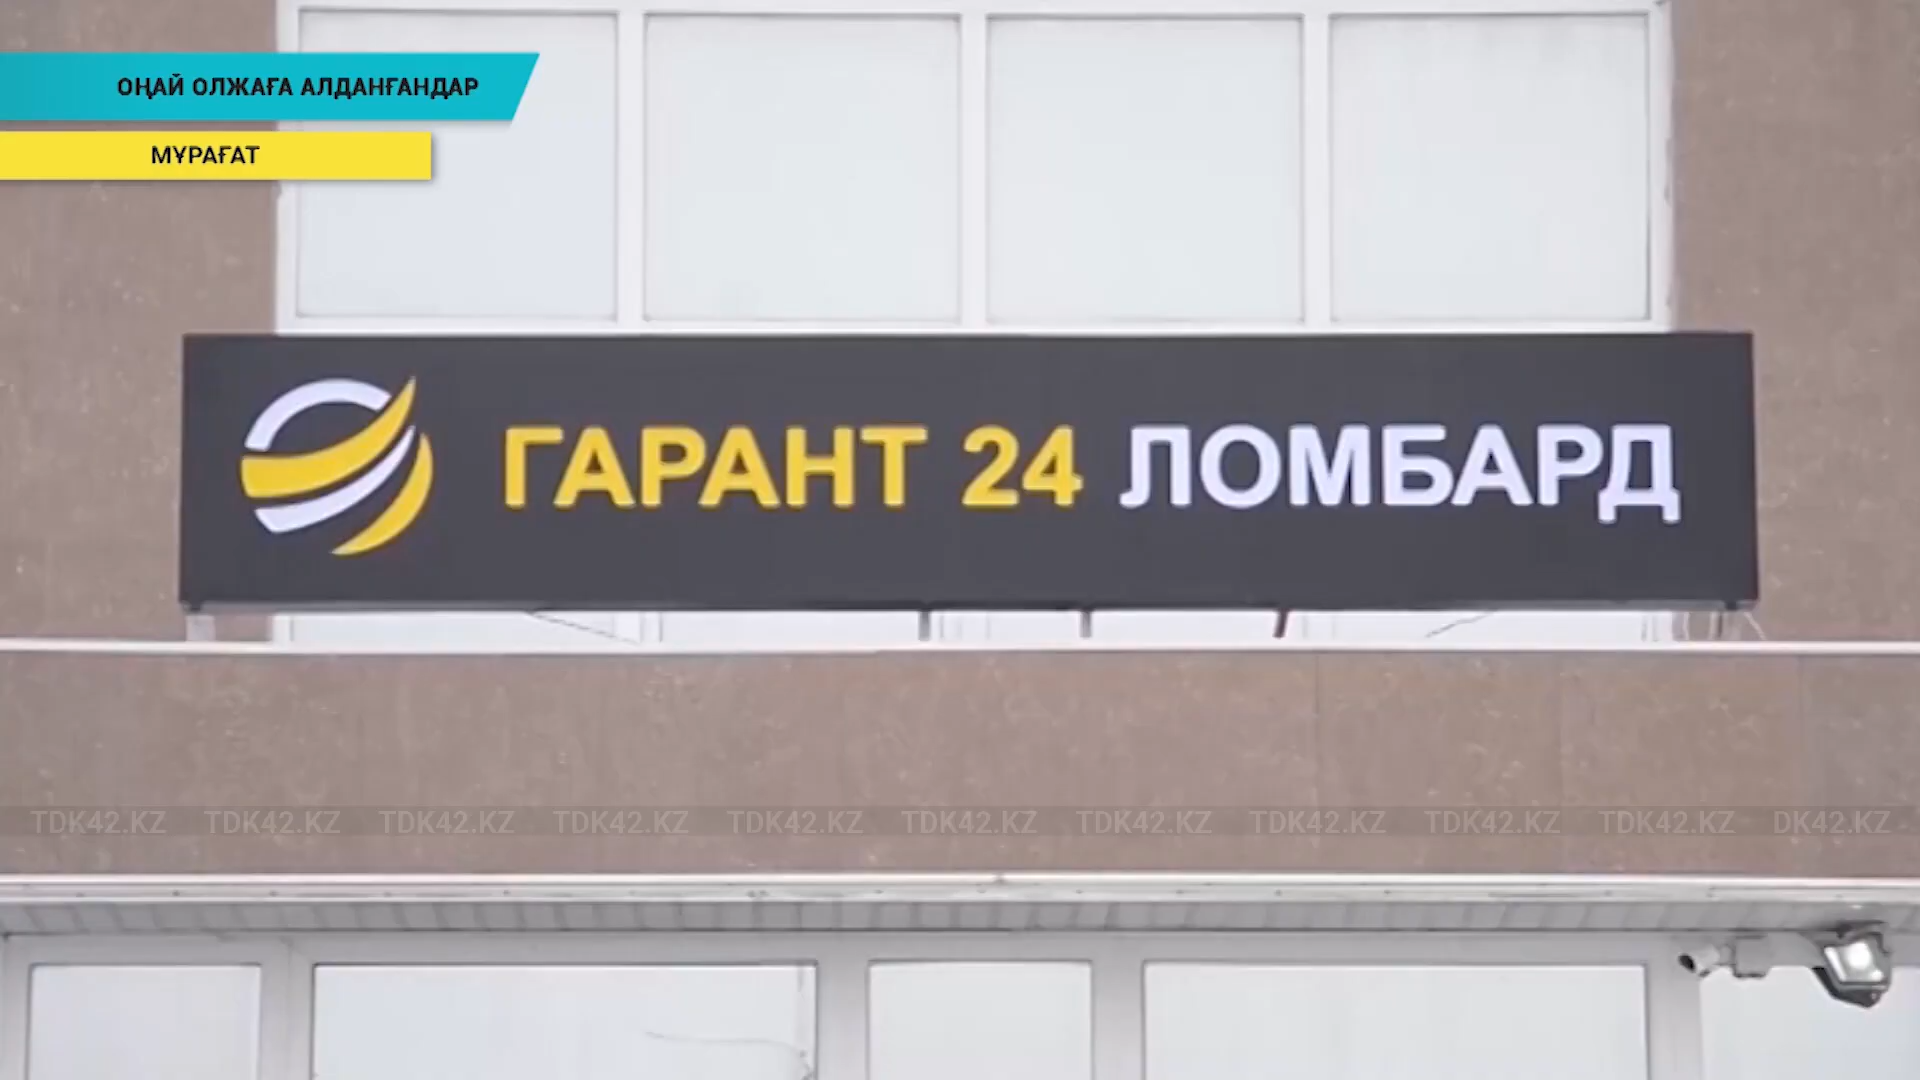 ОҢАЙ ОЛЖАҒА АЛДАНҒАНДАР
МҰРАҒАТ
ГАРАНТ 24 ЛОМБАРД
TDK42.KZ TDK42.KZ TDK42.KZ TDK42.KZ TDK42.KZ TDK42.KZ TDK42.KZ TDK42.KZ TDK42.KZ TDK42.KZ DK42.KZ